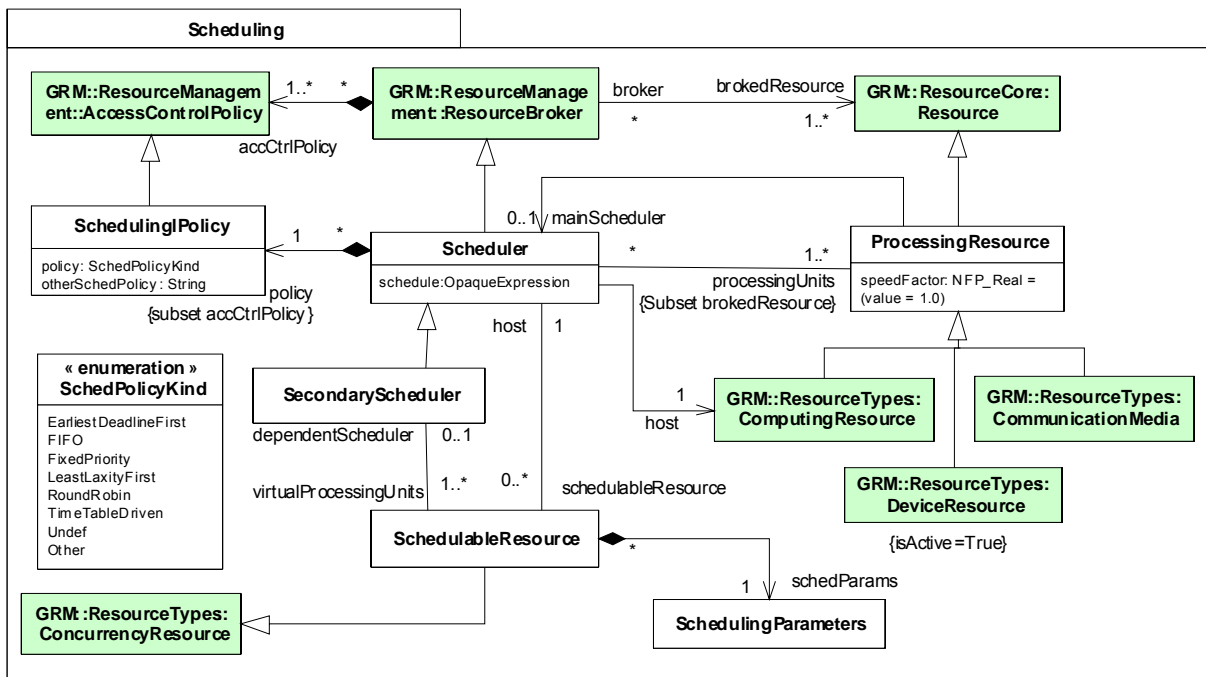 Scheduling
GRM::ResourceManagem
ent::AccessControlPolicy
1..*
*
GRM::ResourceManage
ment::ResourceBroker
broker
*
brokedResource
1..*
GRM::ResourceCore:
Resource
accCtrlPolicy
SchedulinglPolicy
policy: SchedPolicyKind
otherSchedPolicy : String
1
*
policy
{subset accCtrlPolicy }
0..1
mainScheduler
Scheduler
schedule:OpaqueExpression
*
1..*
processingUnits
{Subset brokedResource}
ProcessingResource
speedFactor: NFP_Real =
(value = 1.0)
host
1
« enumeration »
SchedPolicyKind
EarliestDeadlineFirst
FIFO
FixedPriority
LeastLaxityFirst
RoundRobin
TimeTableDriven
Undef
Other
SecondaryScheduler
dependentScheduler
0..1
1
host
GRM::ResourceTypes:
ComputingResource
GRM::ResourceTypes:
CommunicationMedia
virtualProcessingUnits
1..*
0..*
schedulableResource
GRM::ResourceTypes:
DeviceResource
{isActive=True}
SchedulableResource
*
1
schedParams
SchedulingParameters
GRM::ResourceTypes:
ConcurrencyResource